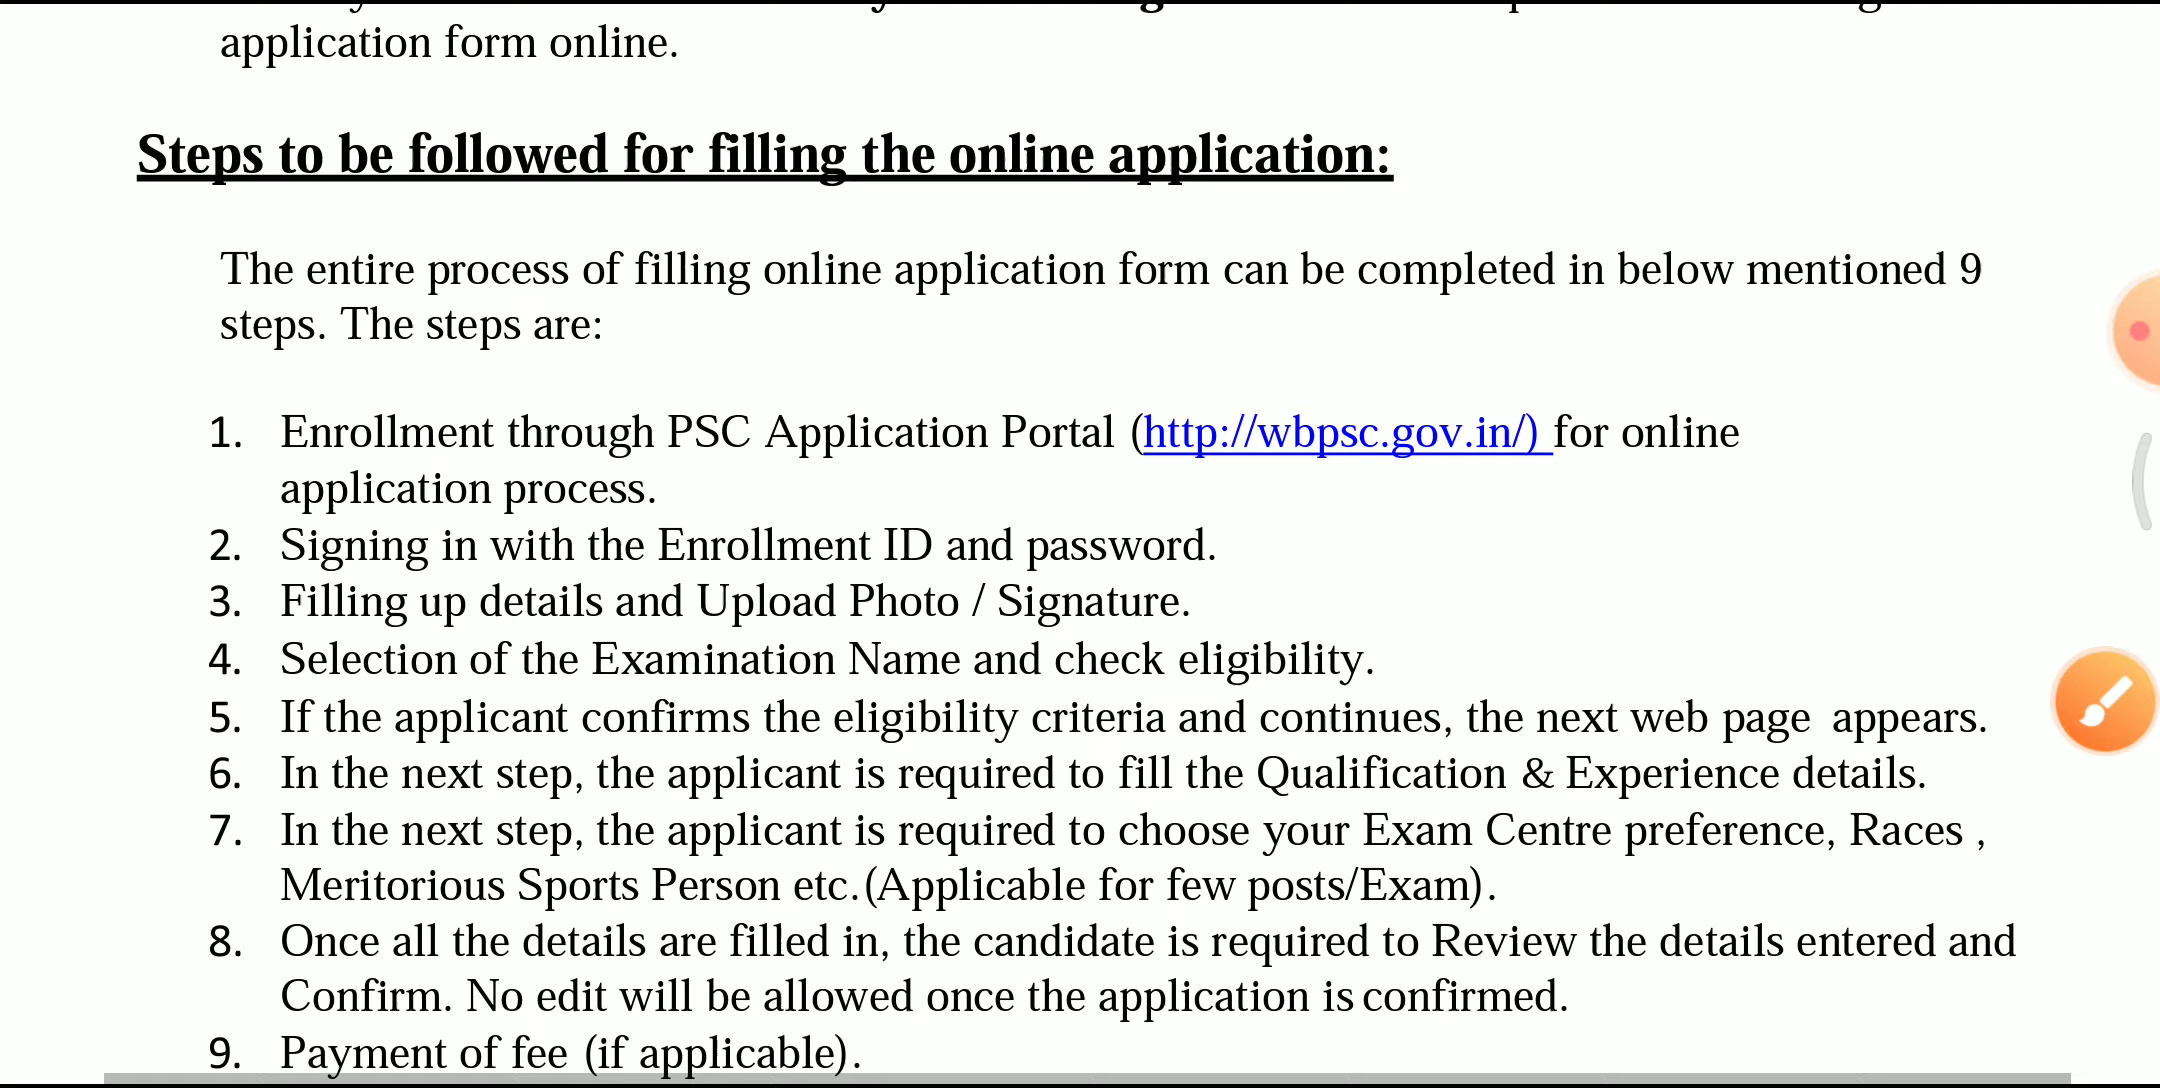 application form online.
Steps to be followed for filling the online application:
The entire process of filling online application form can be completed in below mentioned 9
steps. The steps are:
1. Enrollment through PSC Application Portal (http://wbpsc.gov.in/) for online
application process.
2. Signing in with the Enrollment ID and password.
3. Filling up details and Upload Photo / Signature.
4. Selection of the Examination Name and check eligibility.
5. If the applicant confirms the eligibility criteria and continues, the next web page appears.
6. In the next step, the applicant is required to fill the Qualification & Experience details.
7. In the next step, the applicant is required to choose your Exam Centre preference, Races ,
Meritorious Sports Person etc.(Applicable for few posts/Exam).
8. Once all the details are filled in, the candidate is required to Review the details entered and
Confirm. No edit will be allowed once the application is confirmed.
9. Payment of fee (if applicable).